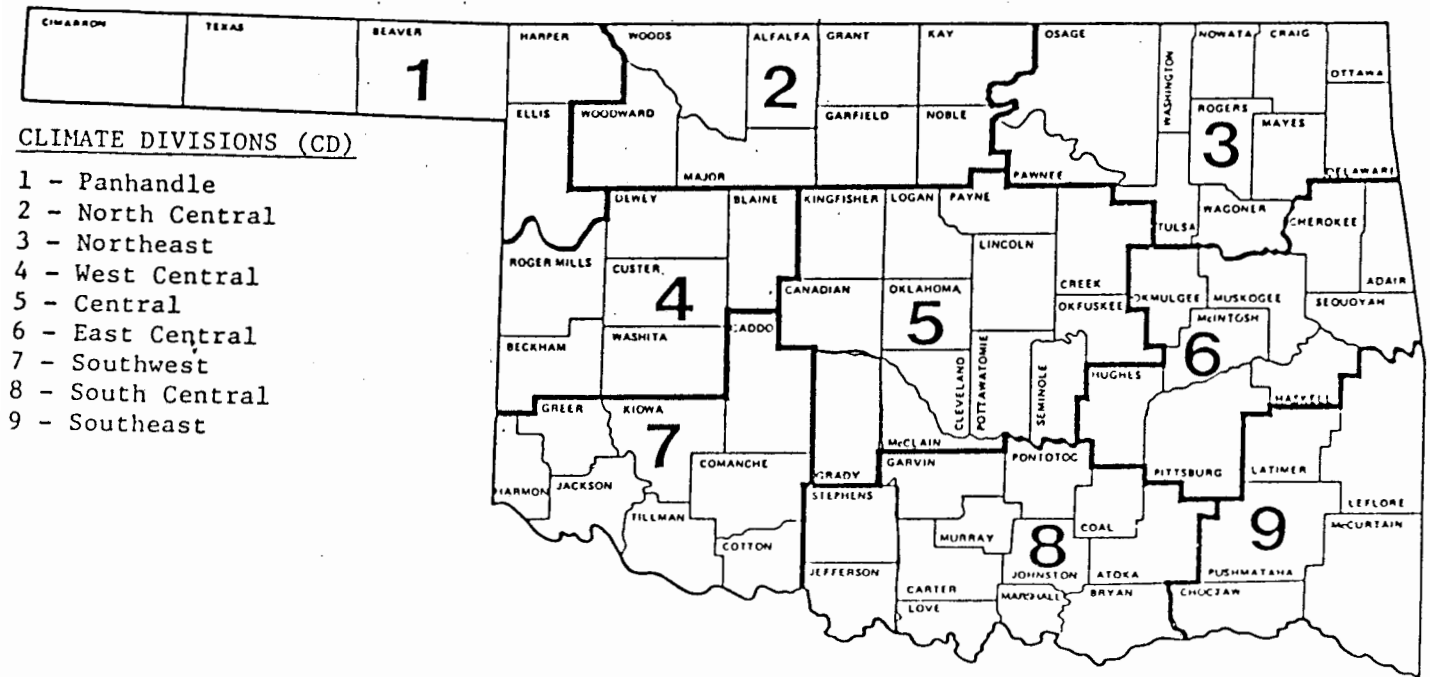 CIMARRON TEXAS BEAVER HARPER WOODS ALFALFA GRANT KAY OSAGE WASHINGTON NOWATA CRAIG
OTTAWA
1 2 3
ELLIS WOODWARD GARFIELD NOBLE ROGERS MAYES
CLIMATE DIVISIONS (CD)
1 - Panhandle
2 - North Central
3 - Northeast
4 - West Central
5 - Central
6 - East Central
7 - Southwest
8 - South Central
9 - Southeast
MAJOR PAWNEE DELAWARE
DEWEY BLAINE KINGFISHER LOGAN PAYNE WAGONER
TULSA CHEROKEE
LINCOLN
ROGER MILLS CUSTER CANADIAN OKLAHOMA CREEK ADAIR
4 5 6
OKMULGEE MUSKOGEE SEQUOYAH
OKFUSKEE McINTOSH
BECKHAM WASHITA CADDO
CLEVELAND POTTAWATOMIE SEMINOLE HUGHES HASKELL
GREER KIOWA
7
McCLAIN
COMANCHE GRADY GARVIN PONTOTOC PITTSBURG LATIMER
HARMON JACKSON STEPHENS LEFLORE
TILLMAN COAL McCURTAIN
COTTON MURRAY 8 9
JEFFERSON JOHNSTON ATOKA PUSHMATAHA
CARTER MARSHALL BRYAN CHOCTAW
LOVE